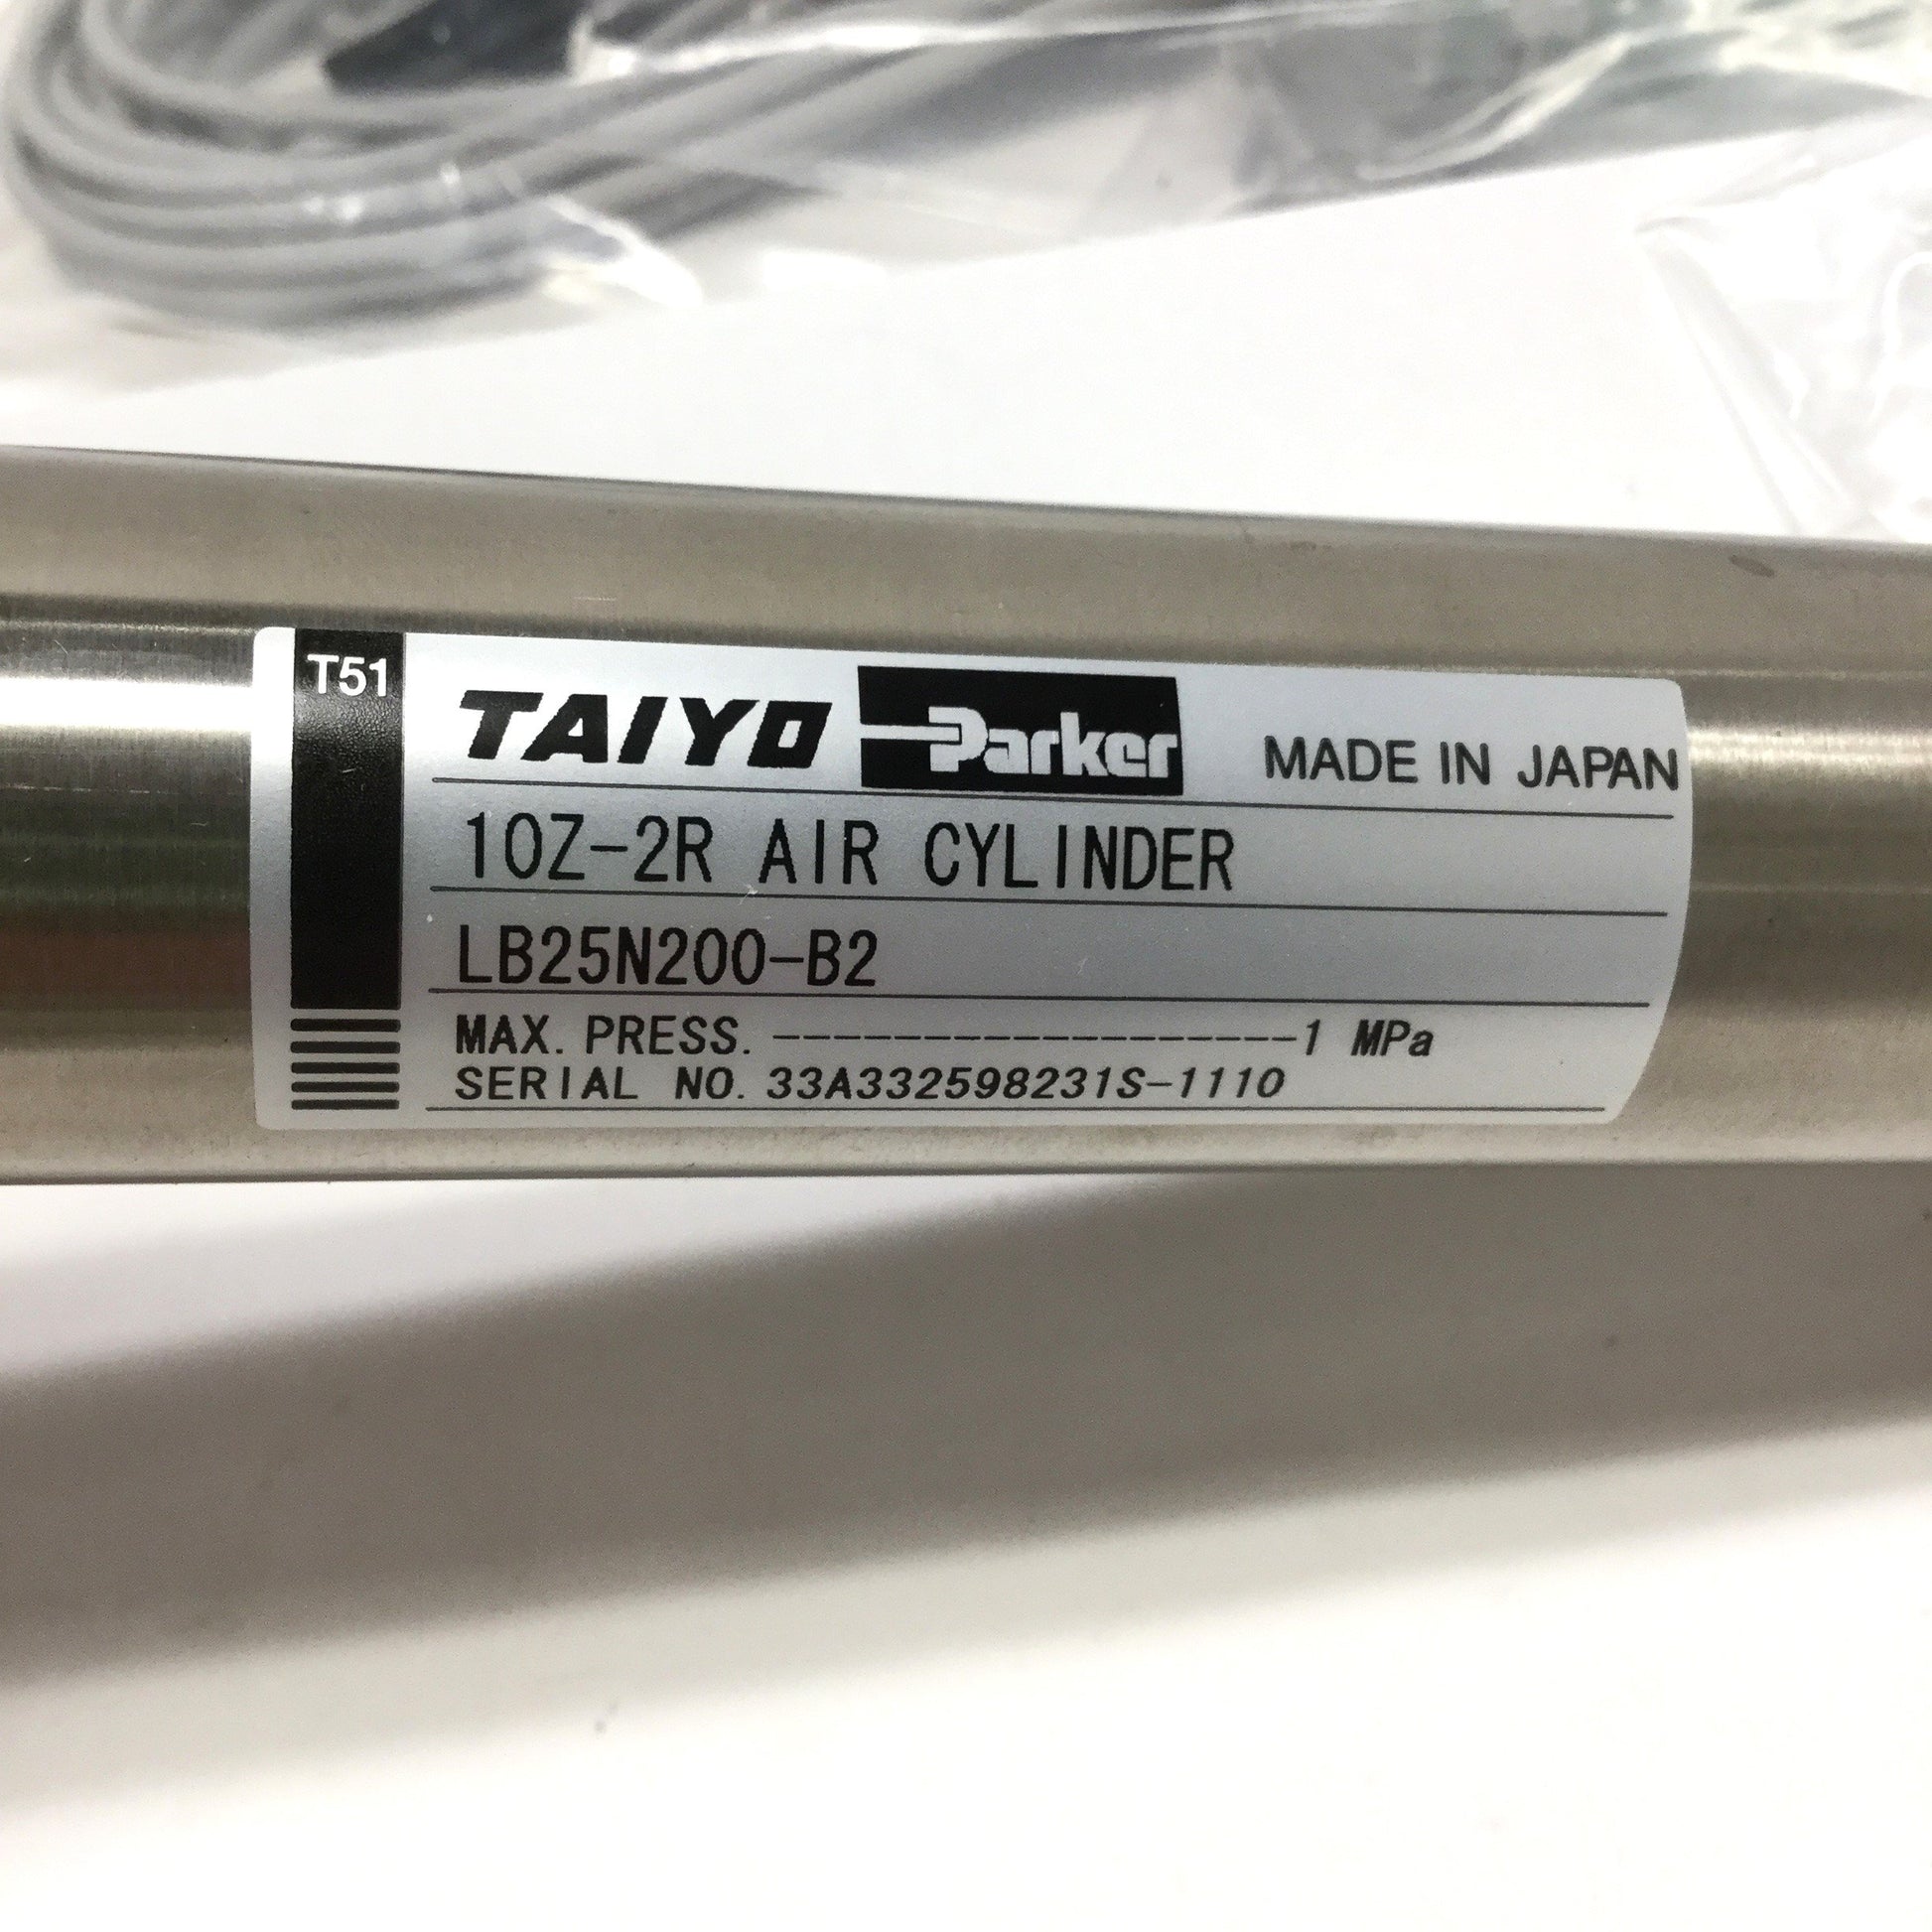 T51
TAIYO Parker MADE IN JAPAN
10Z-2R AIR CYLINDER
LB25N200-B2
MAX. PRESS. ------------------1 MPa
SERIAL NO. 33A332598231S-1110